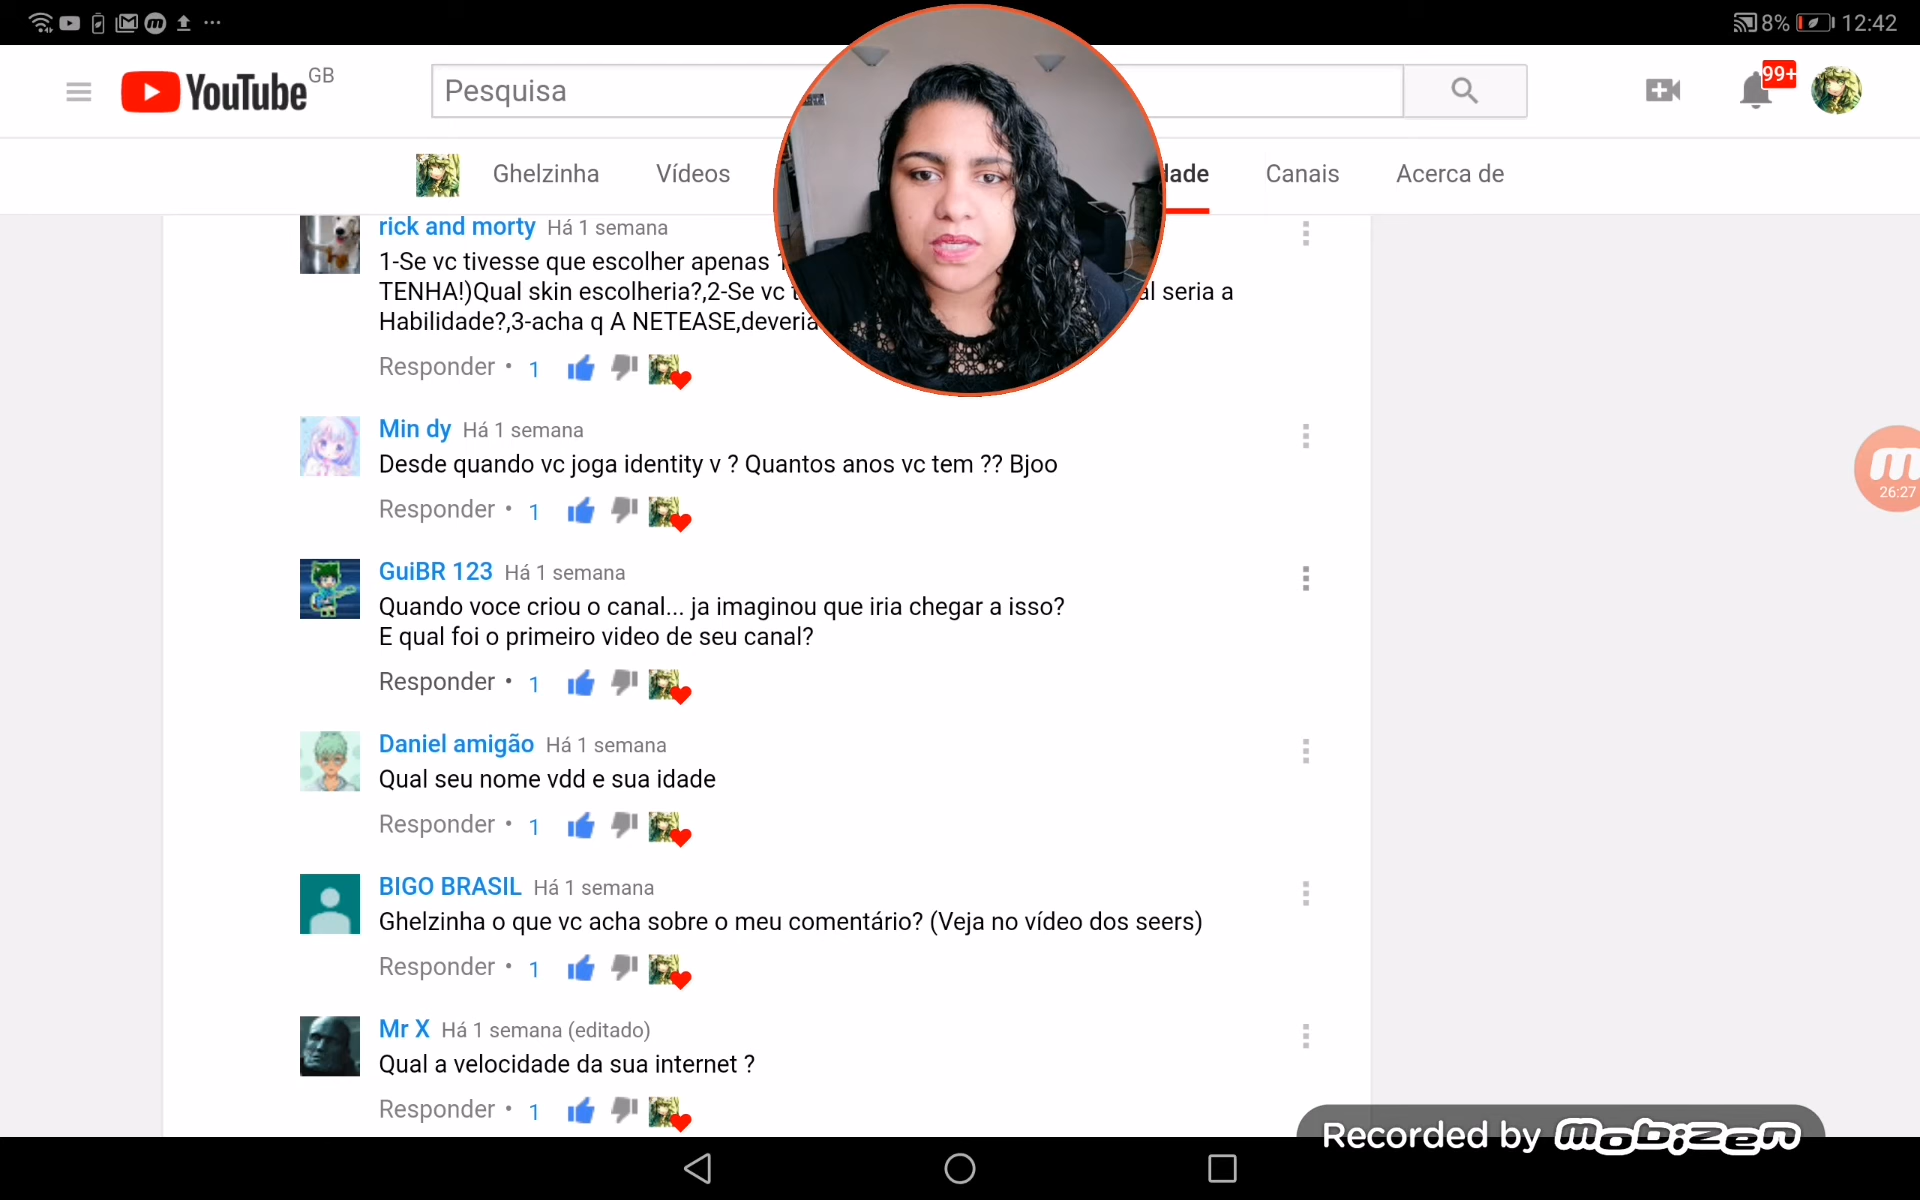 8% 12:42
YouTube GB
Pesquisa
99+
Ghelzinha Vídeos dade Canais Acerca de
rick and morty Há 1 semana
1-Se vc tivesse que escolher apenas
TENHA!)Qual skin escolheria?,2-Se vc al seria a
Habilidade?,3-acha q A NETEASE,deveria
Responder • 1
Min dy Há 1 semana
Desde quando vc joga identity v ? Quantos anos vc tem ?? Bjoo
Responder • 1
m
26:27
GuiBR 123 Há 1 semana
Quando voce criou o canal... ja imaginou que iria chegar a isso?
E qual foi o primeiro video de seu canal?
Responder • 1
Daniel amigão Há 1 semana
Qual seu nome vdd e sua idade
Responder • 1
BIGO BRASIL Há 1 semana
Ghelzinha o que vc acha sobre o meu comentário? (Veja no vídeo dos seers)
Responder • 1
Mr X Há 1 semana (editado)
Qual a velocidade da sua internet ?
Responder • 1
Recorded by mobizen